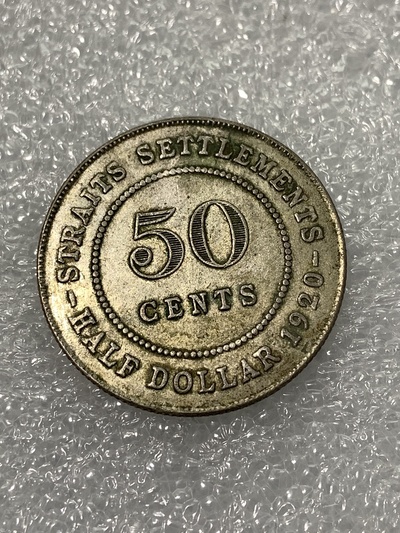 STRAITS SETTLEMENTS
50
CENTS
- HALF DOLLAR 1920 -